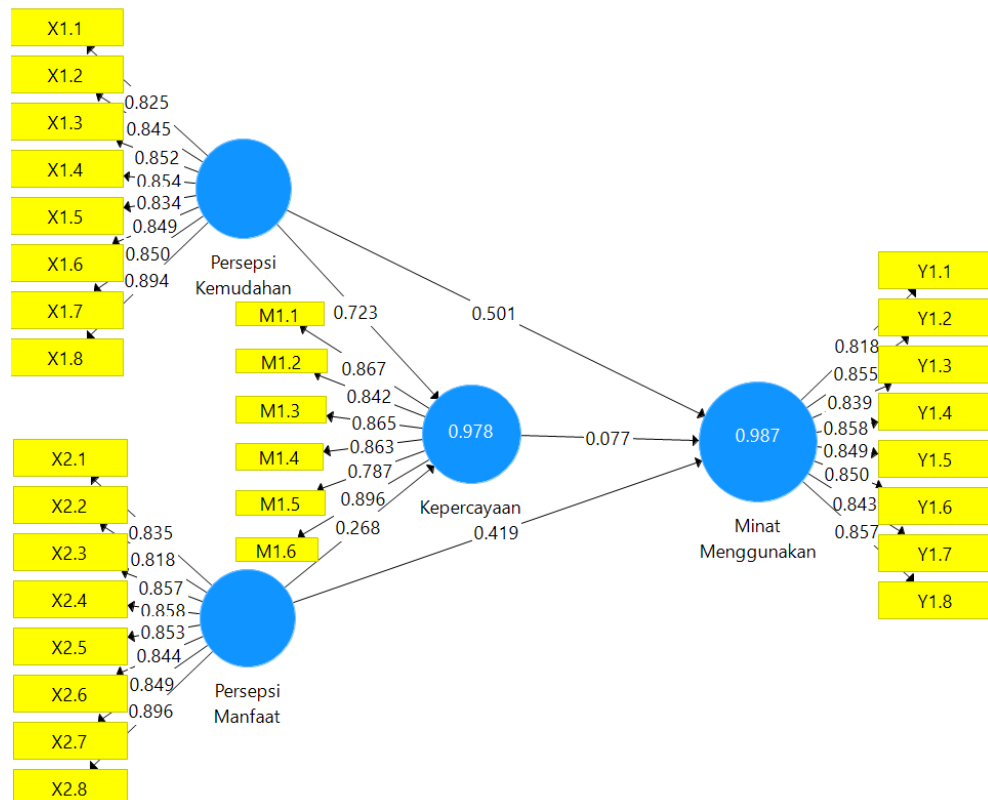 X1.1
X1.2
X1.3
X1.4
X1.5
X1.6
X1.7
X1.8
0.825
0.845
0.852
0.854
0.834
0.849
0.850
0.894
Persepsi
Kemudahan
M1.1
M1.2
M1.3
M1.4
M1.5
M1.6
0.867
0.842
0.865
0.863
0.787
0.896
0.723
0.268
0.978
Kepercayaan
0.501
0.077
0.419
X2.1
X2.2
X2.3
X2.4
X2.5
X2.6
X2.7
X2.8
0.835
0.818
0.857
0.858
0.853
0.844
0.849
0.896
Persepsi
Manfaat
0.987
Minat
Menggunakan
0.818
0.855
0.839
0.858
0.849
0.850
0.843
0.857
Y1.1
Y1.2
Y1.3
Y1.4
Y1.5
Y1.6
Y1.7
Y1.8